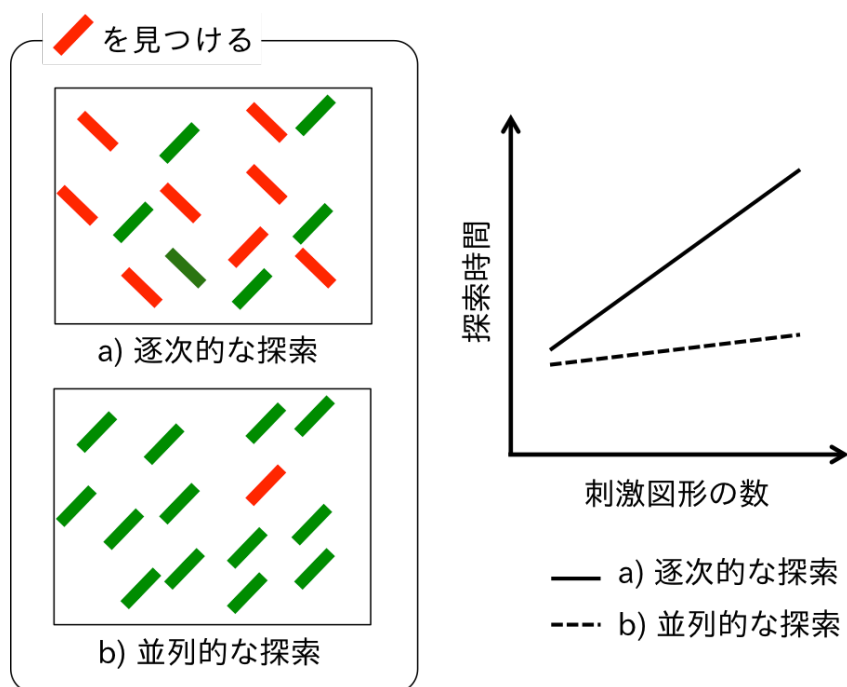 を見つける
a) 逐次的な探索
b) 並列的な探索
探索時間
刺激図形の数
a) 逐次的な探索
b) 並列的な探索